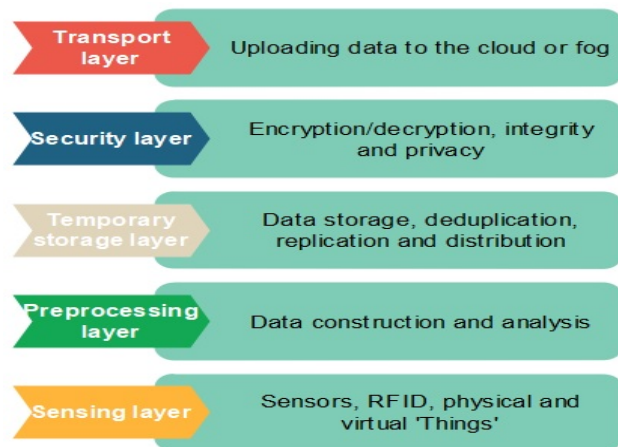 Transport
layer
Uploading data to the cloud or fog
Security layer
Encryption/decryption, integrity
and privacy
Temporary
storage layer
Data storage, deduplication,
replication and distribution
Preprocessing
layer
Data construction and analysis
Sensing layer
Sensors, RFID, physical and
virtual 'Things'